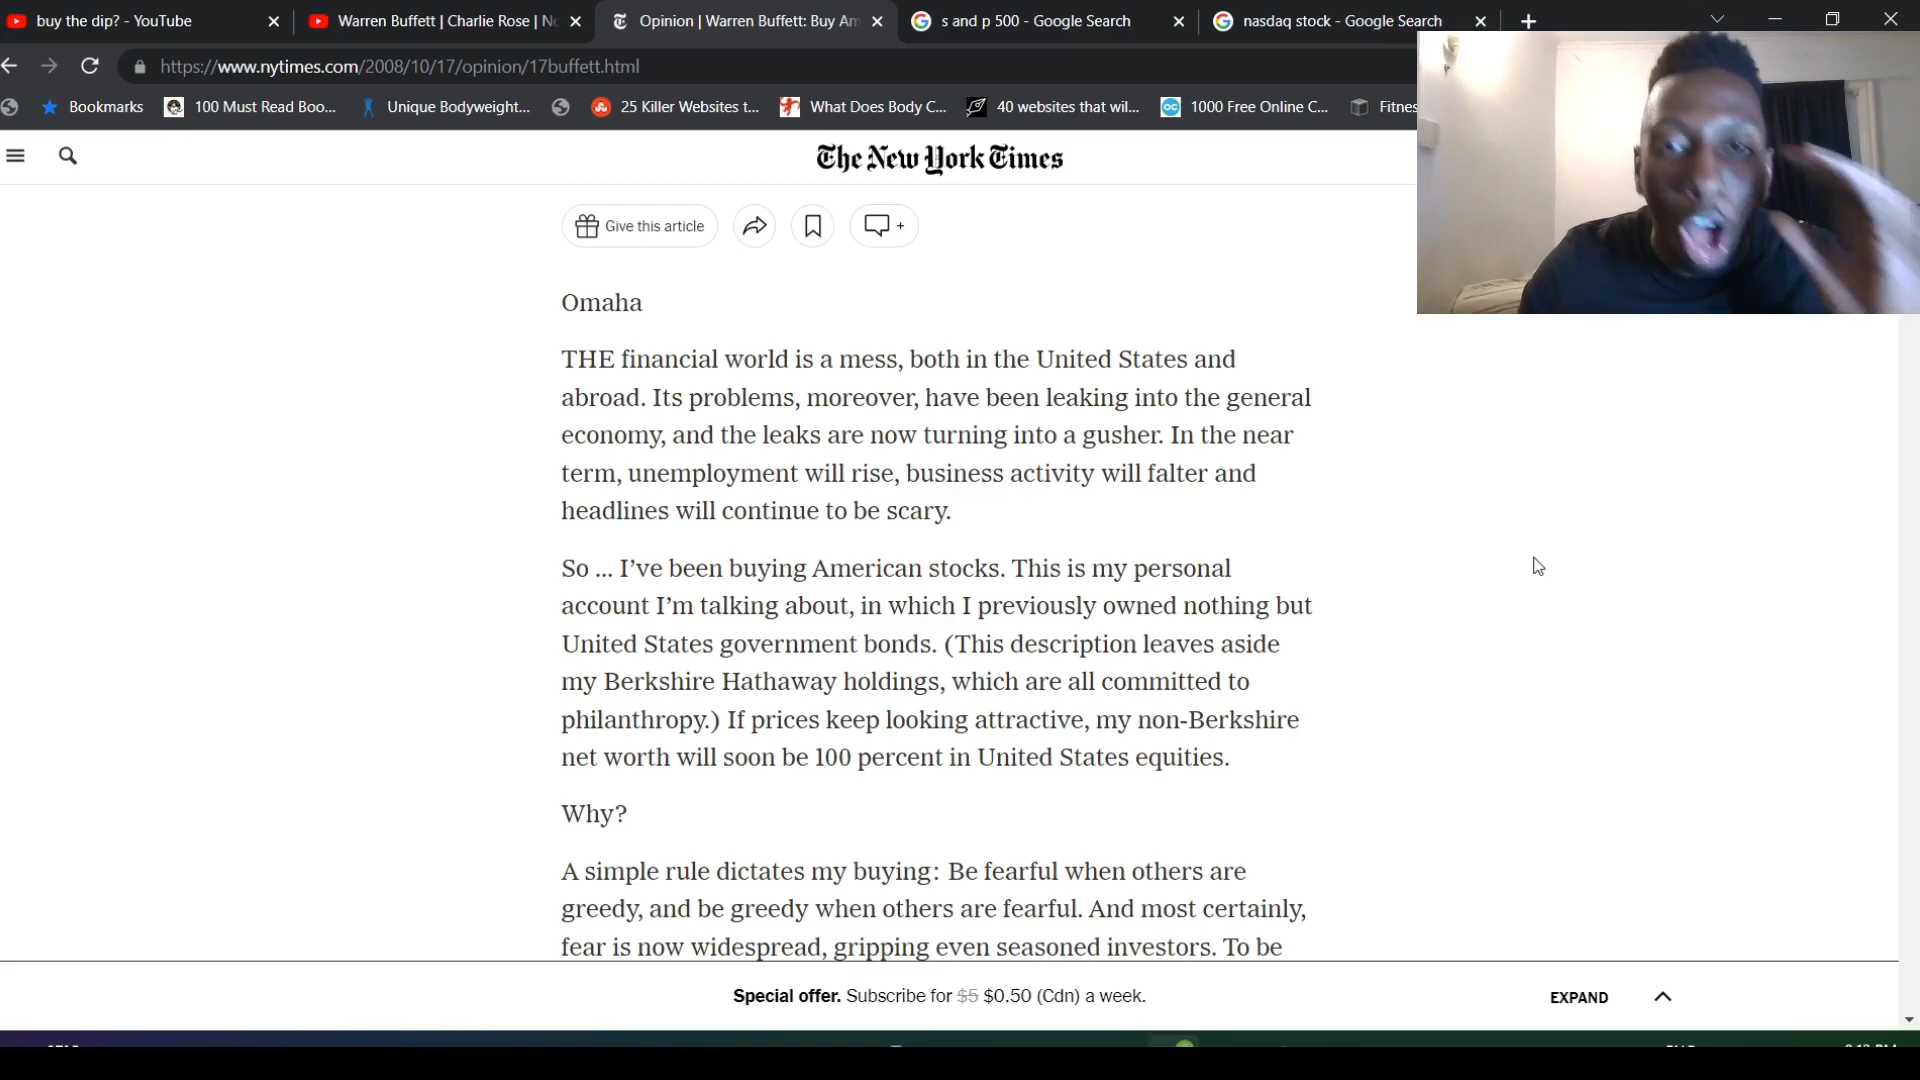 buy the dip? - YouTube
Warren Buffett | Charlie Rose | No
Opinion | Warren Buffett: Buy Am
s and p 500 - Google Search
nasdaq stock - Google Search
https://www.nytimes.com/2008/10/17/opinion/17buffett.html
Bookmarks
100 Must Read Boo...
Unique Bodyweight...
25 Killer Websites t...
What Does Body C...
40 websites that wil...
1000 Free Online C...
Fitnes
The New York Times
Give this article
+
Omaha
THE financial world is a mess, both in the United States and
abroad. Its problems, moreover, have been leaking into the general
economy, and the leaks are now turning into a gusher. In the near
term, unemployment will rise, business activity will falter and
headlines will continue to be scary.
So ... I’ve been buying American stocks. This is my personal
account I’m talking about, in which I previously owned nothing but
United States government bonds. (This description leaves aside
my Berkshire Hathaway holdings, which are all committed to
philanthropy.) If prices keep looking attractive, my non-Berkshire
net worth will soon be 100 percent in United States equities.
Why?
A simple rule dictates my buying: Be fearful when others are
greedy, and be greedy when others are fearful. And most certainly,
fear is now widespread, gripping even seasoned investors. To be
Special offer. Subscribe for $5 $0.50 (Cdn) a week.
EXPAND